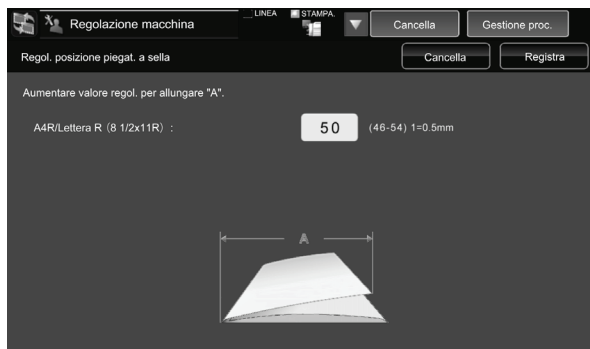 Regolazione macchina
LINEA
STAMPA.
Cancella
Gestione proc.
Regol. posizione piegat. a sella
Cancella
Registra
Aumentare valore regol. per allungare "A".
A4R/Lettera R (8 1/2x11R) :
50
(46-54) 1=0.5mm
A